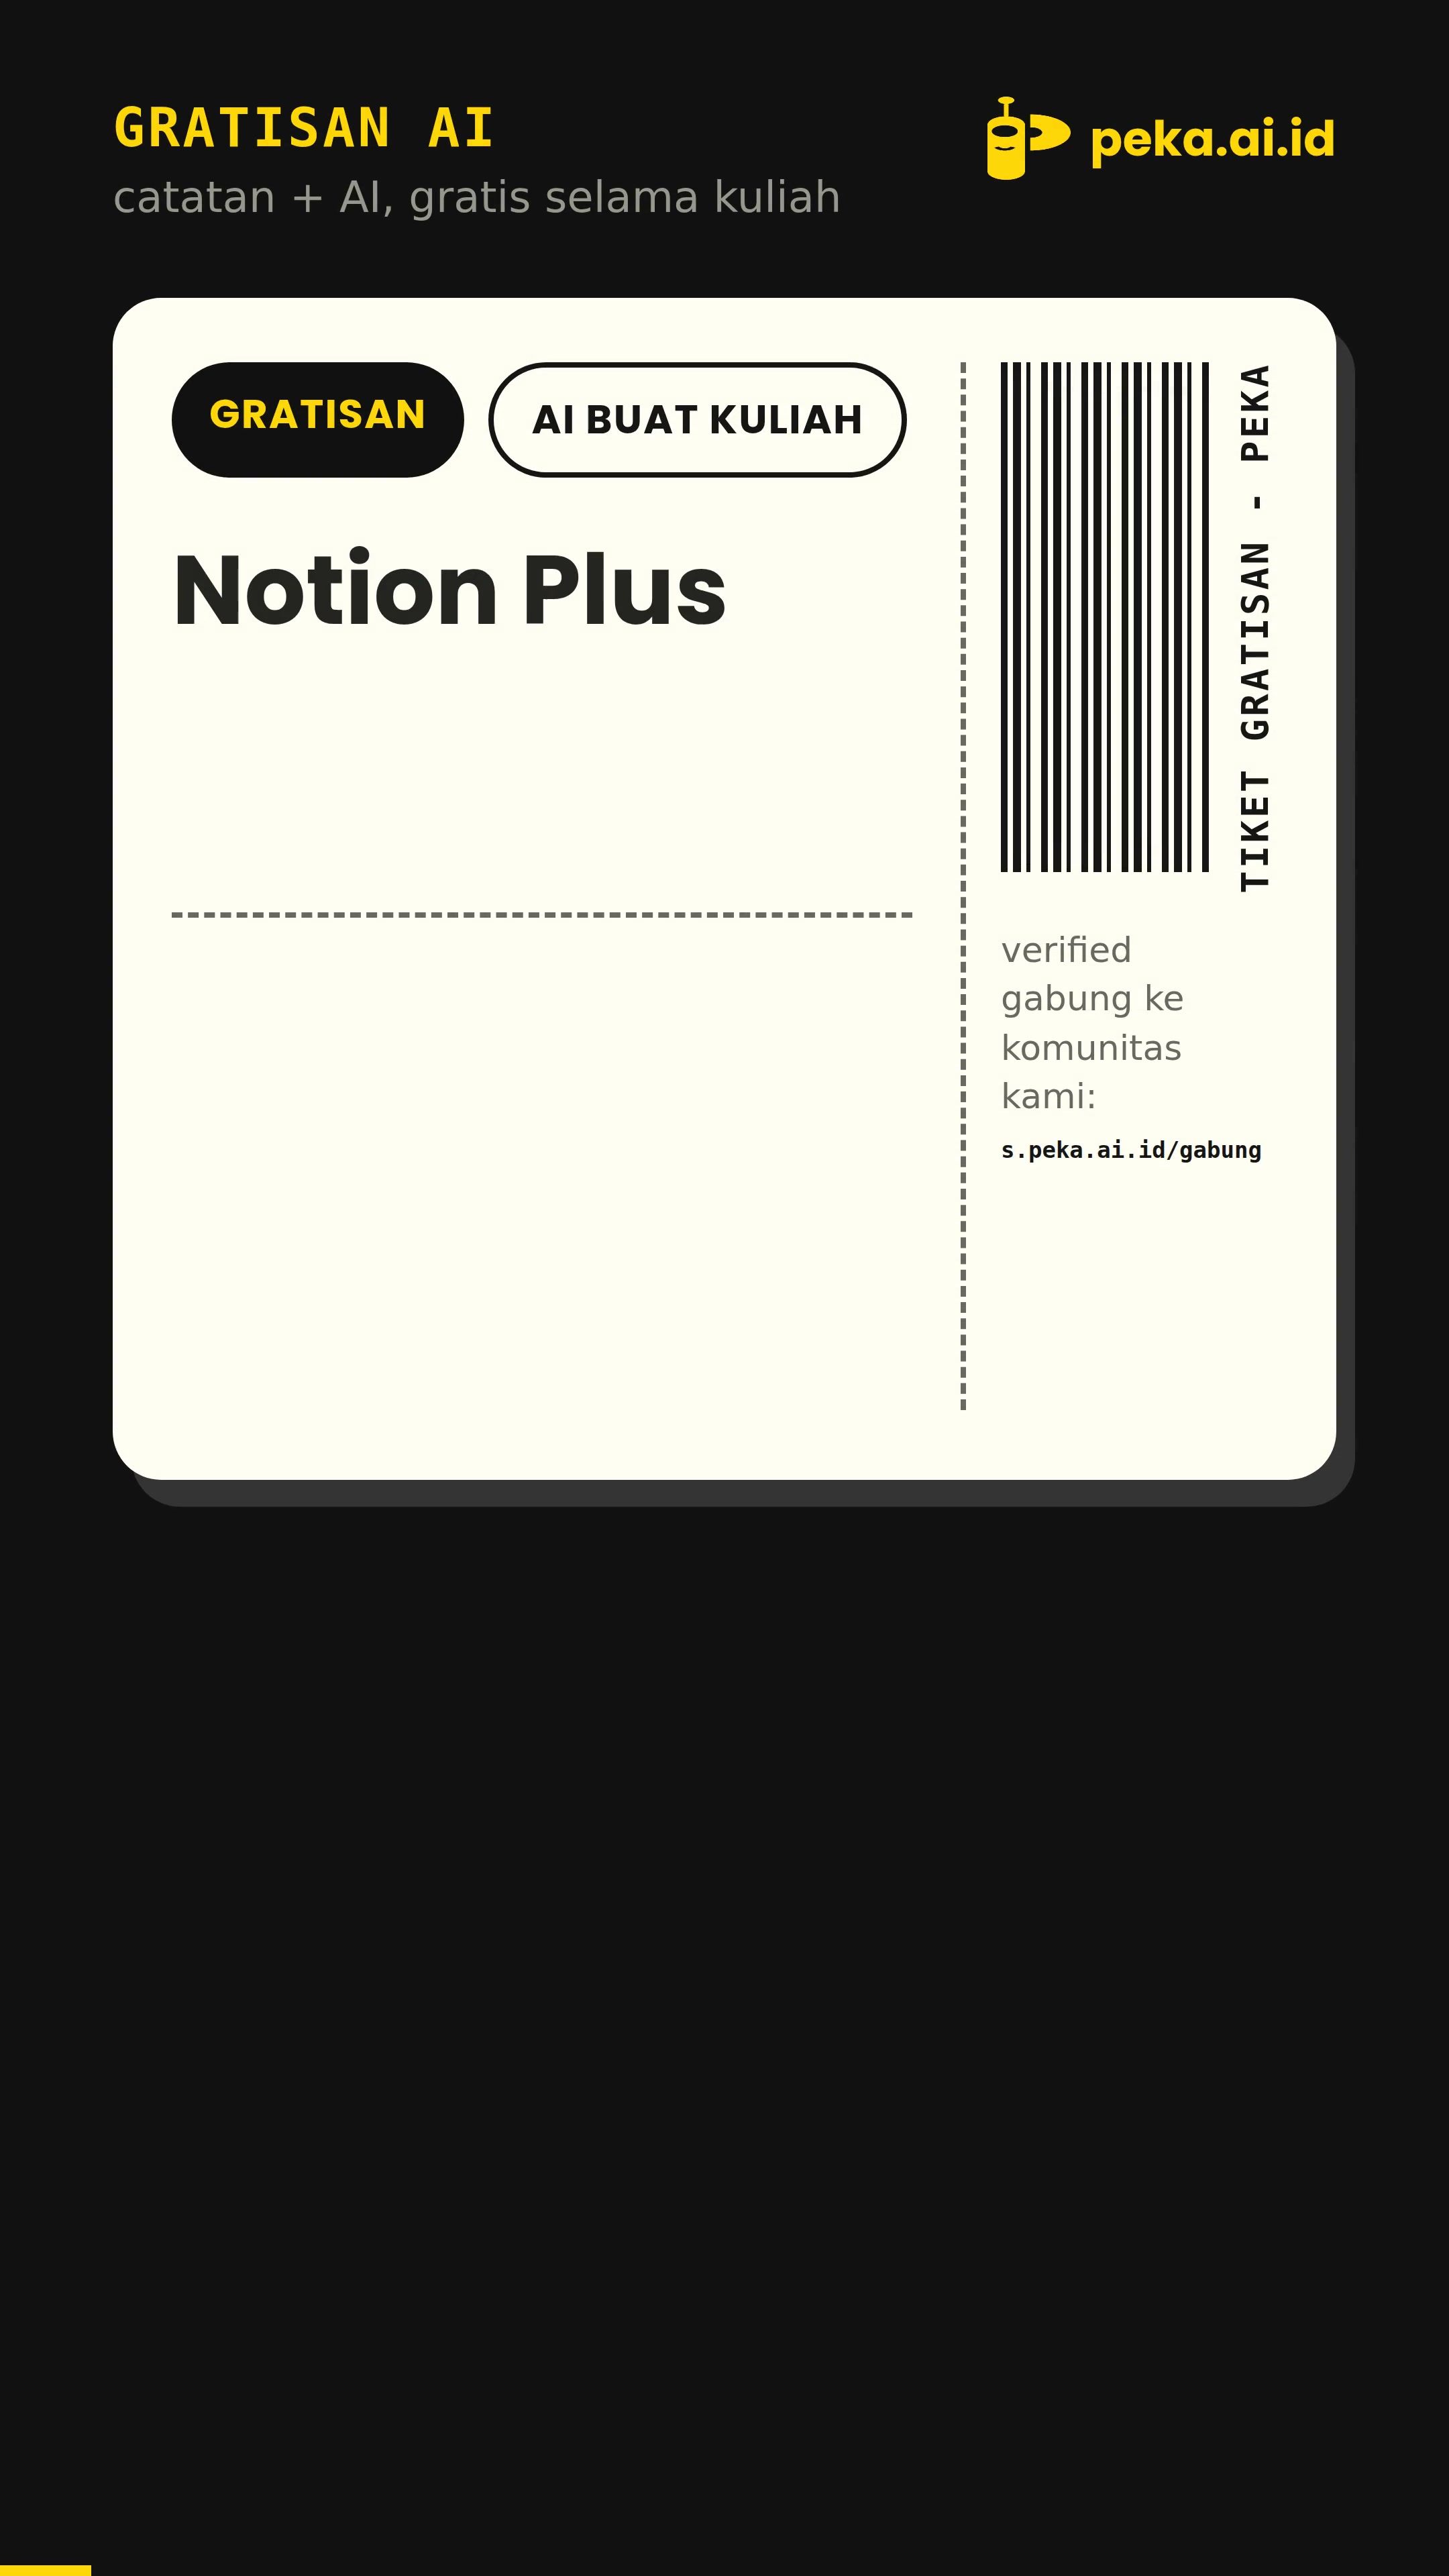 GRATISAN AI
catatan + AI, gratis selama kuliah
peka.ai.id
GRATISAN
AI BUAT KULIAH
Notion Plus
TIKET GRATISAN - PEKA
verified
gabung ke
komunitas
kami:
s.peka.ai.id/gabung